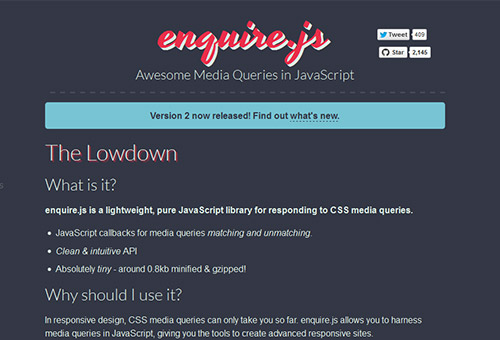 enquire.js
Tweet 409
Star 2,145
Awesome Media Queries in JavaScript
Version 2 now released! Find out what's new.
The Lowdown
What is it?
enquire.js is a lightweight, pure JavaScript library for responding to CSS media queries.
JavaScript callbacks for media queries matching and unmatching.
Clean & intuitive API
Absolutely tiny - around 0.8kb minified & gzipped!
Why should I use it?
In responsive design, CSS media queries can only take you so far. enquire.js allows you to harness
media queries in JavaScript, giving you the tools to create advanced responsive sites.